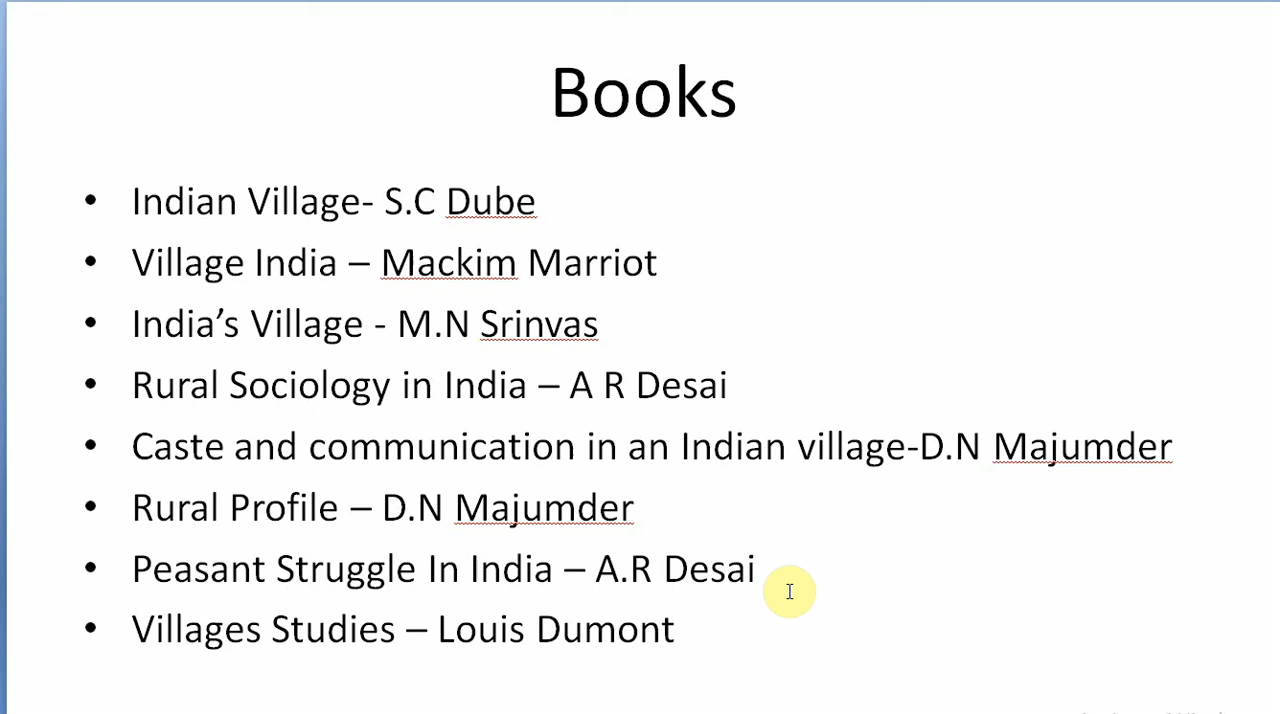 Books
• Indian Village- S.C Dube
• Village India – Mackim Marriot
• India’s Village - M.N Srinvas
• Rural Sociology in India – A R Desai
• Caste and communication in an Indian village-D.N Majumder
• Rural Profile – D.N Majumder
• Peasant Struggle In India – A.R Desai
• Villages Studies – Louis Dumont